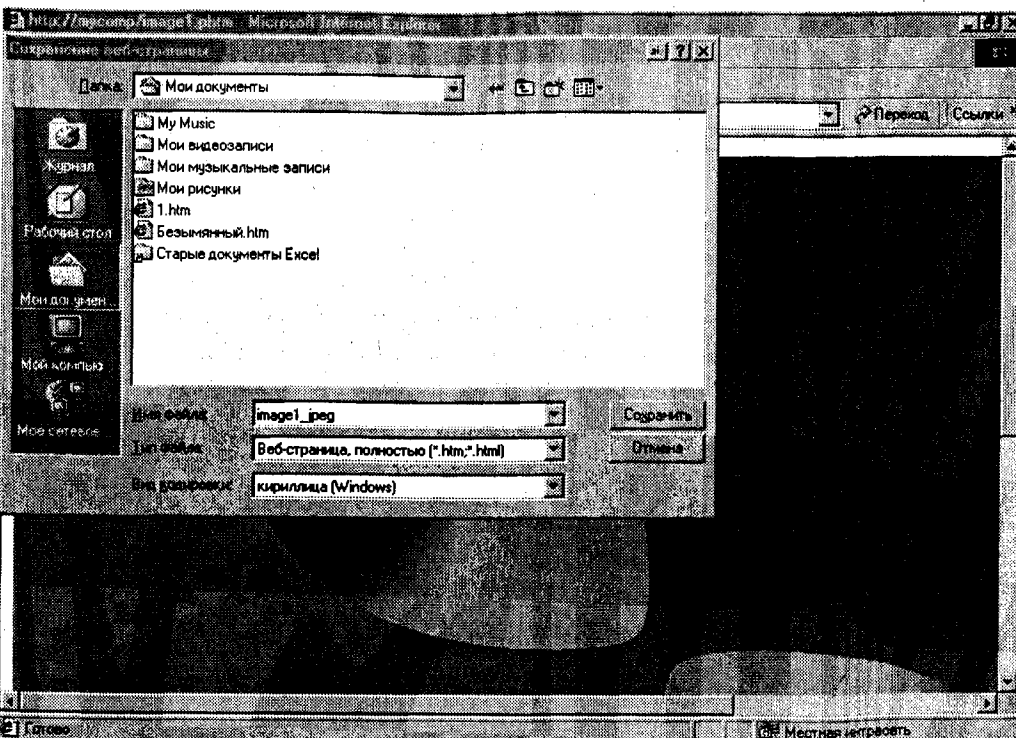 http://mycomp/image1.phtm - Microsoft Internet Explorer
Сохранение веб-страницы
Папка: Мои документы
Переход Ссылки »
My Music
Мои видеозаписи
Мои музыкальные записи
Мои рисунки
1.htm
Безымянный.htm
Старые документы Excel
Журнал
Рабочий стол
Мои докумен...
Мой компью
Мое сетевое
Имя файла: image1_jpeg Сохранить
Тип файла: Веб-страница, полностью (*.htm;*.html) Отмена
Вид кодировки: кириллица (Windows)
Готово Местная интрасеть